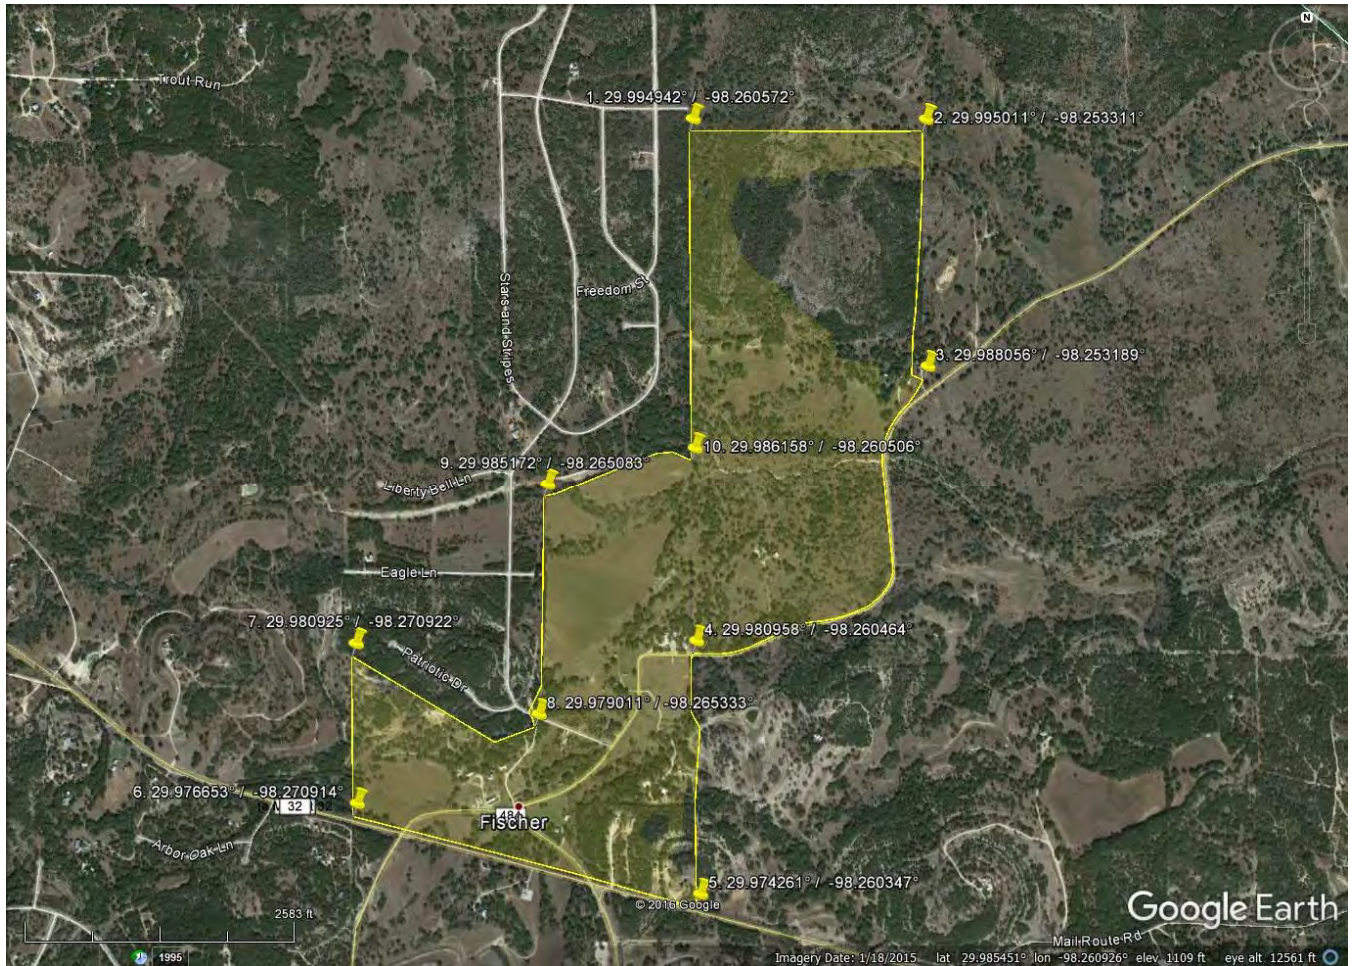 N
Trout Run
1. 29.994942° / -98.260572°
2. 29.995011° / -98.253311°
Stars and Stripes
Freedom St
3. 29.988056° / -98.253189°
10. 29.986158° / -98.260506°
9. 29.985172° / -98.265083°
Liberty Bell Ln
Eagle Ln
7. 29.980925° / -98.270922°
4. 29.980958° / -98.260464°
Patriotic Dr
8. 29.979011° / -98.265333°
6. 29.976653° / -98.270914°
32
32
484
Fischer
Arbor Oak Ln
5. 29.974261° / -98.260347°
© 2016 Google
2583 ft
Google Earth
Mail Route Rd
1995
Imagery Date: 1/18/2015 lat 29.985451° lon -98.260926° elev 1109 ft eye alt 12561 ft